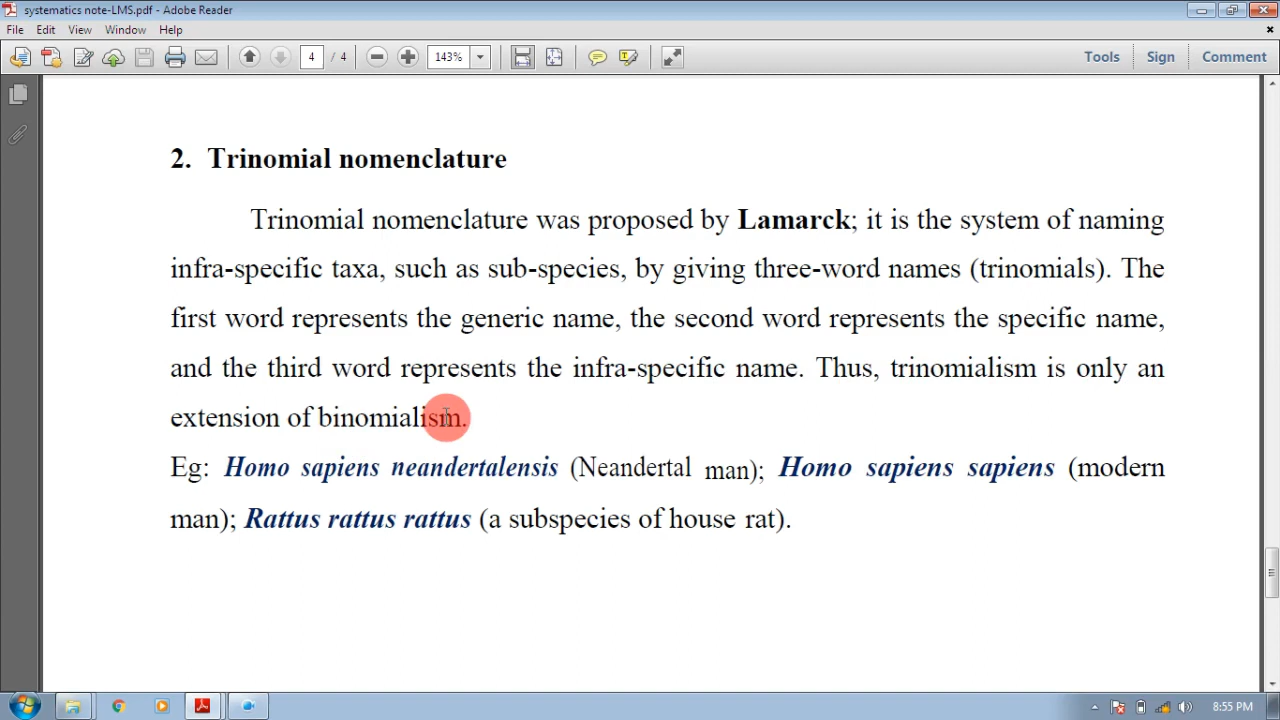 systematics note-LMS.pdf - Adobe Reader
File Edit View Window Help
4 / 4 143% Tools Sign Comment
2. Trinomial nomenclature
Trinomial nomenclature was proposed by Lamarck; it is the system of naming
infra-specific taxa, such as sub-species, by giving three-word names (trinomials). The
first word represents the generic name, the second word represents the specific name,
and the third word represents the infra-specific name. Thus, trinomialism is only an
extension of binomialism.
Eg: Homo sapiens neandertalensis (Neandertal man); Homo sapiens sapiens (modern
man); Rattus rattus rattus (a subspecies of house rat).
8:55 PM